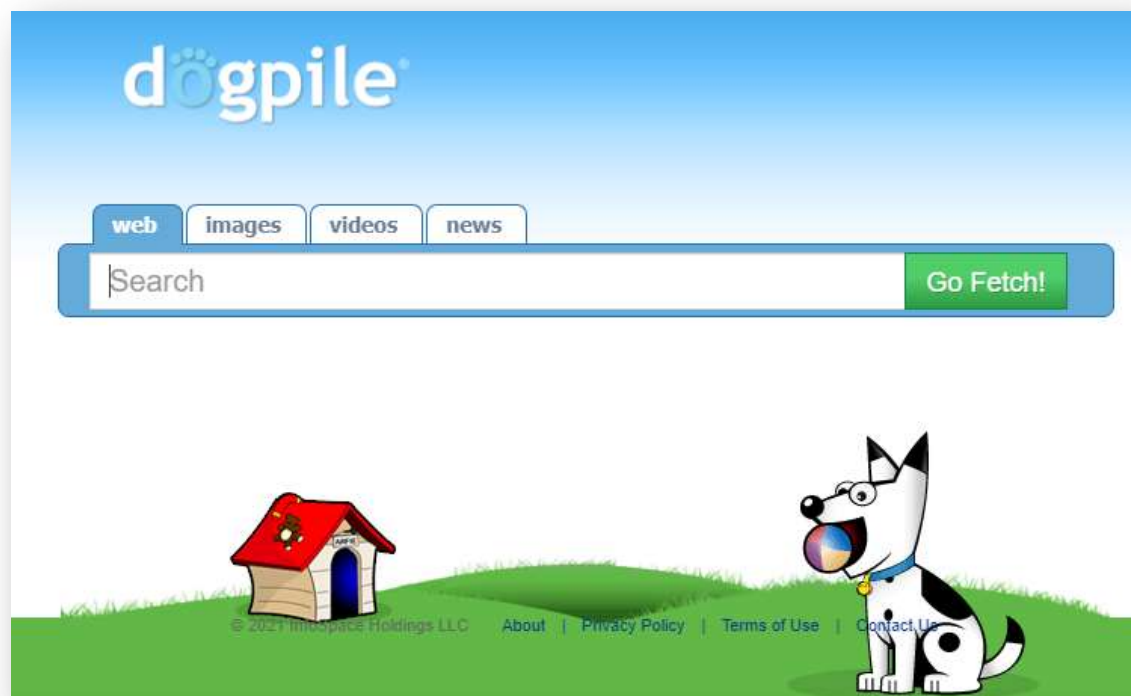 dogpile
web images videos news
Search Go Fetch!
ARFIE
© 2021 InfoSpace Holdings LLC About | Privacy Policy | Terms of Use | Contact Us